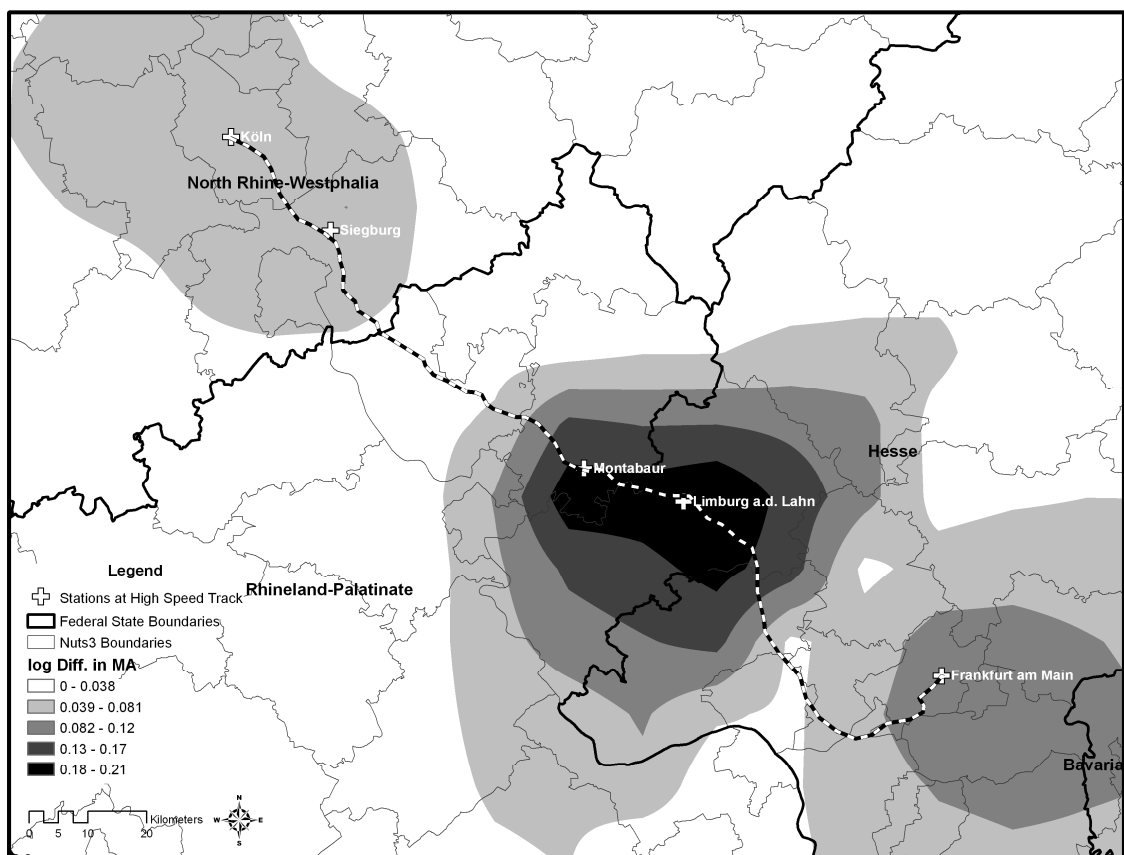 Köln
North Rhine-Westphalia
Siegburg
Hesse
Montabaur
Limburg a.d. Lahn
Rhineland-Palatinate
Frankfurt am Main
Bavaria
Legend
Stations at High Speed Track
Federal State Boundaries
Nuts3 Boundaries
log Diff. in MA
0 - 0.038
0.039 - 0.081
0.082 - 0.12
0.13 - 0.17
0.18 - 0.21
Kilometers
0 5 10 20
N
W E
S